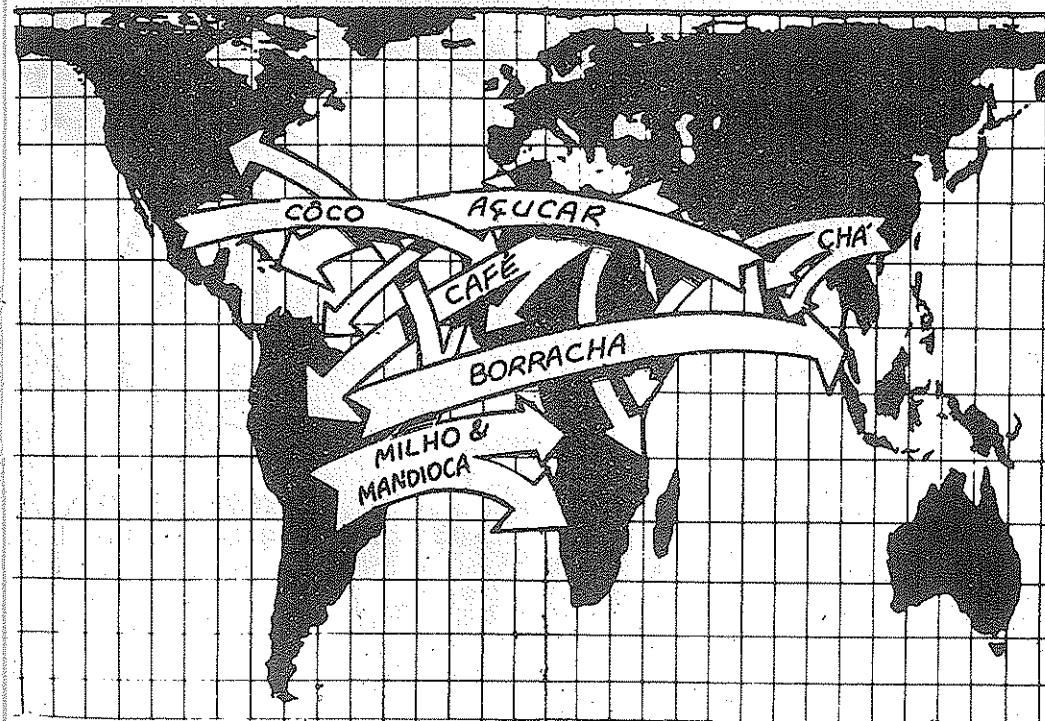 CÔCO
AÇUCAR
CHÁ
CAFÉ
BORRACHA
MILHO &
MANDIOCA